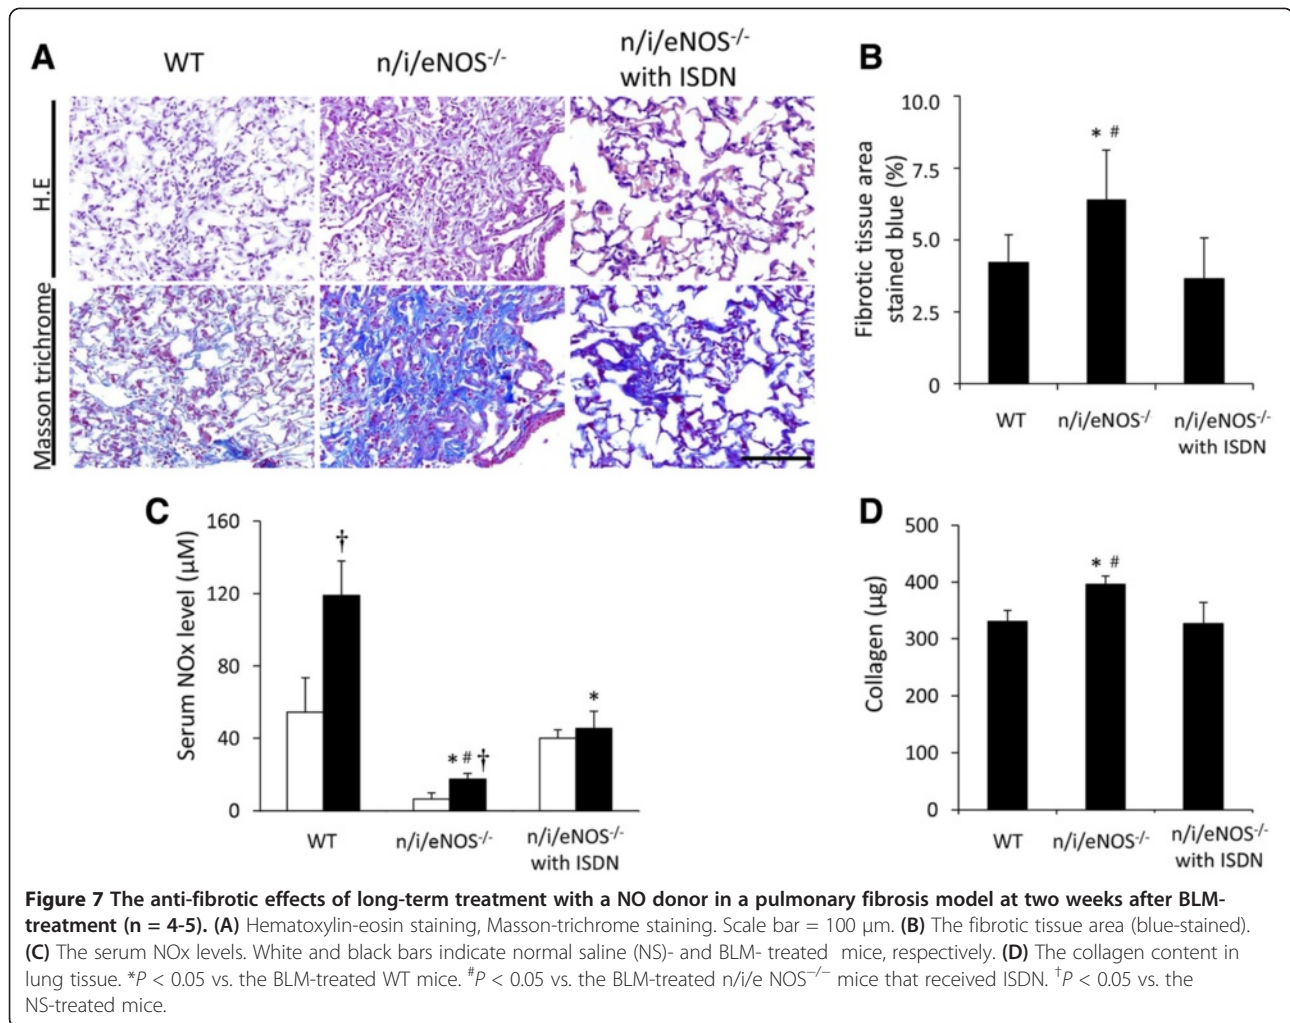 A
WT
n/i/eNOS-/-
n/i/eNOS-/-
with ISDN
H.E
Masson trichrome
B
Fibrotic tissue area
stained blue (%)
10.0
7.5
5.0
2.5
0
* #
WT
n/i/eNOS-/
n/i/eNOS-/-
with ISDN
C
Serum NOx level (µM)
160
120
80
40
0
†
* # †
*
WT
n/i/eNOS-/-
n/i/eNOS-/-
with ISDN
D
Collagen (µg)
500
400
300
200
100
0
* #
WT
n/i/eNOS-/-
n/i/eNOS-/-
with ISDN
Figure 7 The anti-fibrotic effects of long-term treatment with a NO donor in a pulmonary fibrosis model at two weeks after BLM-
treatment (n = 4-5). (A) Hematoxylin-eosin staining, Masson-trichrome staining. Scale bar = 100 µm. (B) The fibrotic tissue area (blue-stained).
(C) The serum NOx levels. White and black bars indicate normal saline (NS)- and BLM- treated mice, respectively. (D) The collagen content in
lung tissue. *P < 0.05 vs. the BLM-treated WT mice. #P < 0.05 vs. the BLM-treated n/i/e NOS−/− mice that received ISDN. †P < 0.05 vs. the
NS-treated mice.